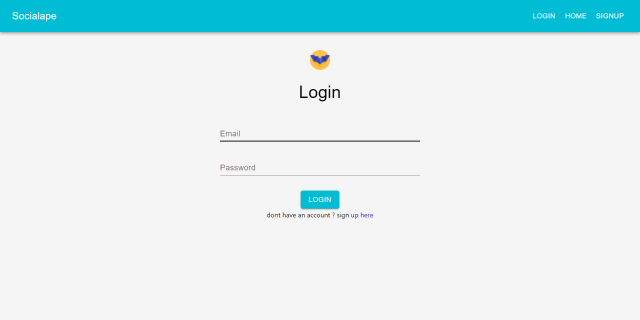 Socialape LOGIN HOME SIGNUP
Login
Email
Password
LOGIN
dont have an account ? sign up here